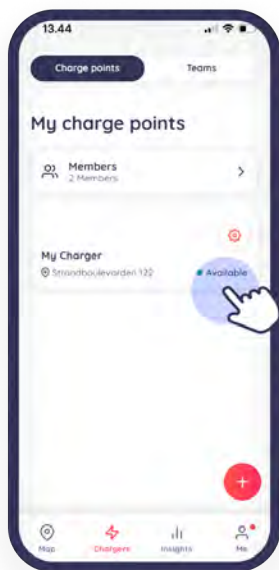 13.44
Charge points Teams
My charge points
Members
2 Members
My Charger
Strandboulevarden 122 Available
+
Map Chargers Insights Me